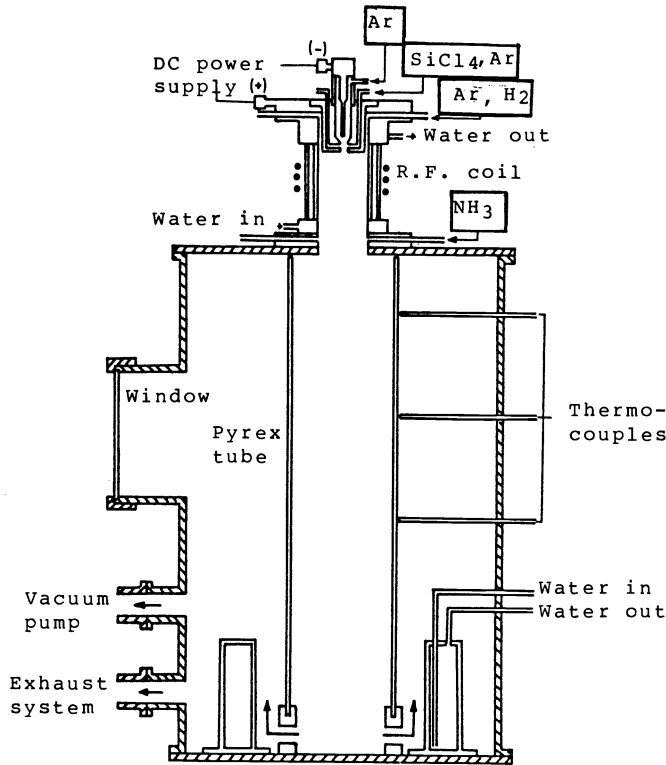 Ar
(-)
SiCl4,Ar
DC power
supply
(+)
Ar, H2
Water out
R.F. coil
NH3
Water in
Window
Pyrex
tube
Thermo-
couples
Water in
Water out
Vacuum
pump
Exhaust
system